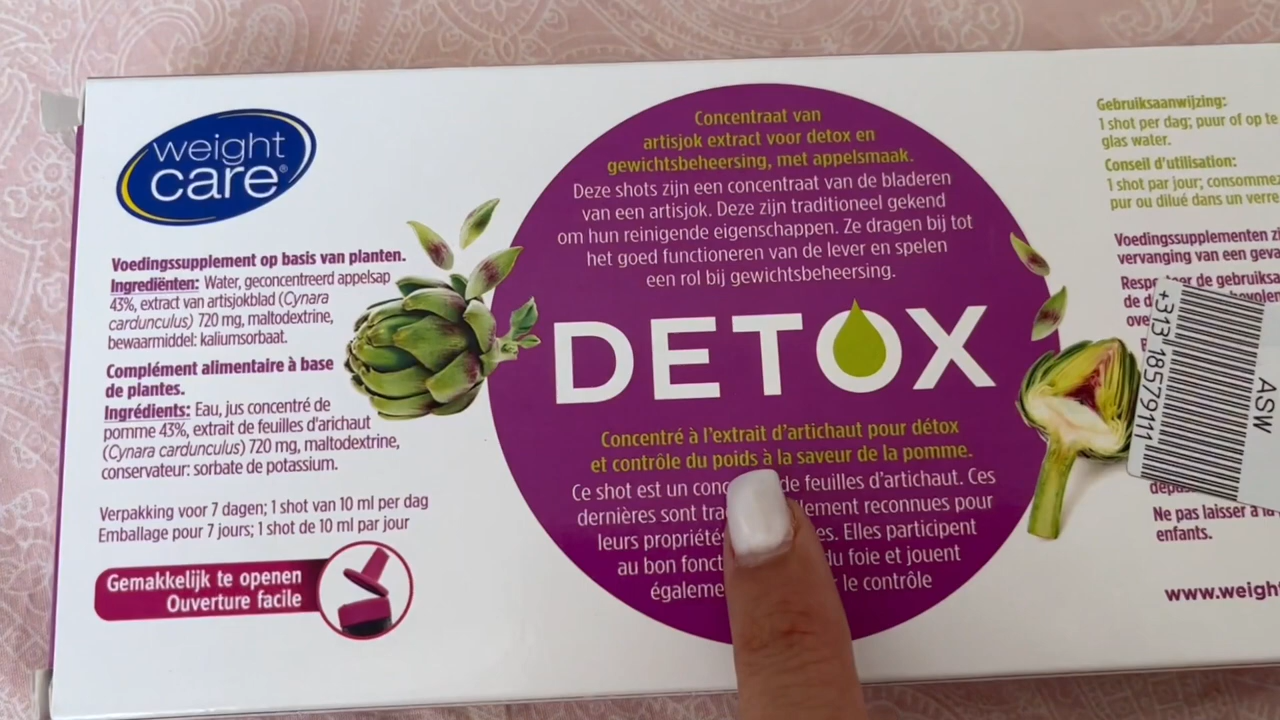 weight
care®
Voedingssupplement op basis van planten.
Ingrediënten: Water, geconcentreerd appelsap
43%, extract van artisjokblad (Cynara
cardunculus) 720 mg, maltodextrine,
bewaarmiddel: kaliumsorbaat.
Complément alimentaire à base
de plantes.
Ingrédients: Eau, jus concentré de
pomme 43%, extrait de feuilles d'arichaut
(Cynara cardunculus) 720 mg, maltodextrine,
conservateur: sorbate de potassium.
Verpakking voor 7 dagen; 1 shot van 10 ml per dag
Emballage pour 7 jours; 1 shot de 10 ml par jour
Gemakkelijk te openen
Ouverture facile
Concentraat van
artisjok extract voor detox en
gewichtsbeheersing, met appelsmaak.
Deze shots zijn een concentraat van de bladeren
van een artisjok. Deze zijn traditioneel gekend
om hun reinigende eigenschappen. Ze dragen bij tot
het goed functioneren van de lever en spelen
een rol bij gewichtsbeheersing.
DETOX
Concentré à l'extrait d'artichaut pour détox
et contrôle du poids à la saveur de la pomme.
Ce shot est un de feuilles d'artichaut. Ces
dernières sont reconnues pour
leurs Elles participent
au bon du foie et jouent
le contrôle
Gebruiksaanwijzing:
1 shot per dag; puur of op te
glas water.
Conseil d'utilisation:
1 shot par jour; consommez
pur ou dilué dans un verre
Voedingssupplementen
vervanging van een
de
Ne pas laisser à la
enfants.
www.weigh
+3/3 18579111
ASW